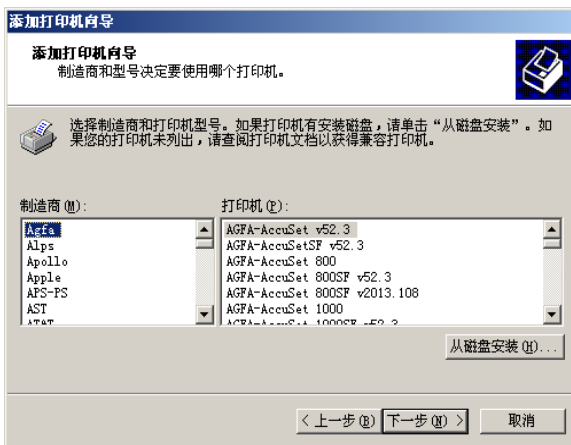 添加打印机向导
添加打印机向导
制造商和型号决定要使用哪个打印机。
选择制造商和打印机型号。如果打印机有安装磁盘，请单击“从磁盘安装”。如
果您的打印机未列出，请查阅打印机文档以获得兼容打印机。
制造商(M):
Agfa
Alps
Apollo
Apple
APS-PS
AST
AT&T
打印机(P):
AGFA-AccuSet v52.3
AGFA-AccuSetSF v52.3
AGFA-AccuSet 800
AGFA-AccuSet 800SF v52.3
AGFA-AccuSet 800SF v2013.108
AGFA-AccuSet 1000
AGFA-AccuSet 1000SF v52.3
从磁盘安装(H)...
< 上一步(B)
下一步(N) >
取消